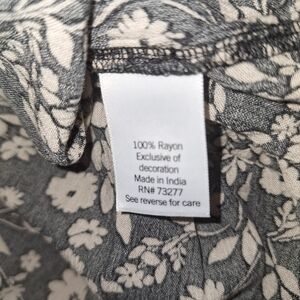 100% Rayon
Exclusive of
decoration
Made in India
RN# 73277
See reverse for care